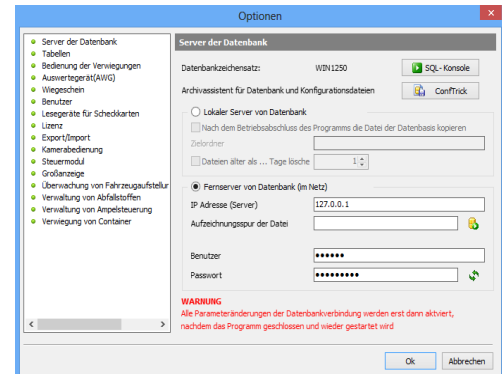 Optionen
Server der Datenbank
Tabellen
Bedienung der Verwiegungen
Auswertegerät(AWG)
Wiegeschein
Benutzer
Lesegeräte für Scheckkarten
Lizenz
Export/Import
Kamerabedienung
Steuermodul
Großanzeige
Überwachung von Fahrzeugaufstellur
Verwaltung von Abfallstoffen
Verwaltung von Ampelsteuerung
Verwiegung von Container
Server der Datenbank
Datenbankzeichensatz: WIN1250 SQL-Konsole
Archivassistent für Datenbank und Konfigurationsdateien ConfTrick
Lokaler Server von Datenbank
Nach dem Betriebsabschluss des Programms die Datei der Datenbasis kopieren
Zielordner
Dateien älter als ... Tage lösche 1
Fernserver von Datenbank (im Netz)
IP Adresse (Server) 127.0.0.1
Aufzeichnungsspur der Datei
Benutzer ••••••
Passwort •••••••••
WARNUNG
Alle Parameteränderungen der Datenbankverbindung werden erst dann aktviert,
nachdem das Programm geschlossen und wieder gestartet wird
Ok Abbrechen